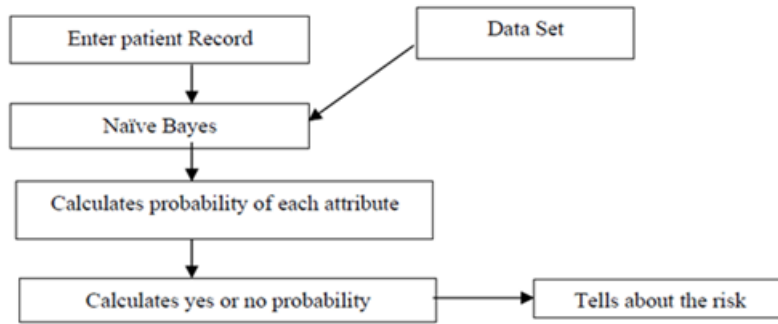 Enter patient Record
Data Set
Naïve Bayes
Calculates probability of each attribute
Calculates yes or no probability
Tells about the risk